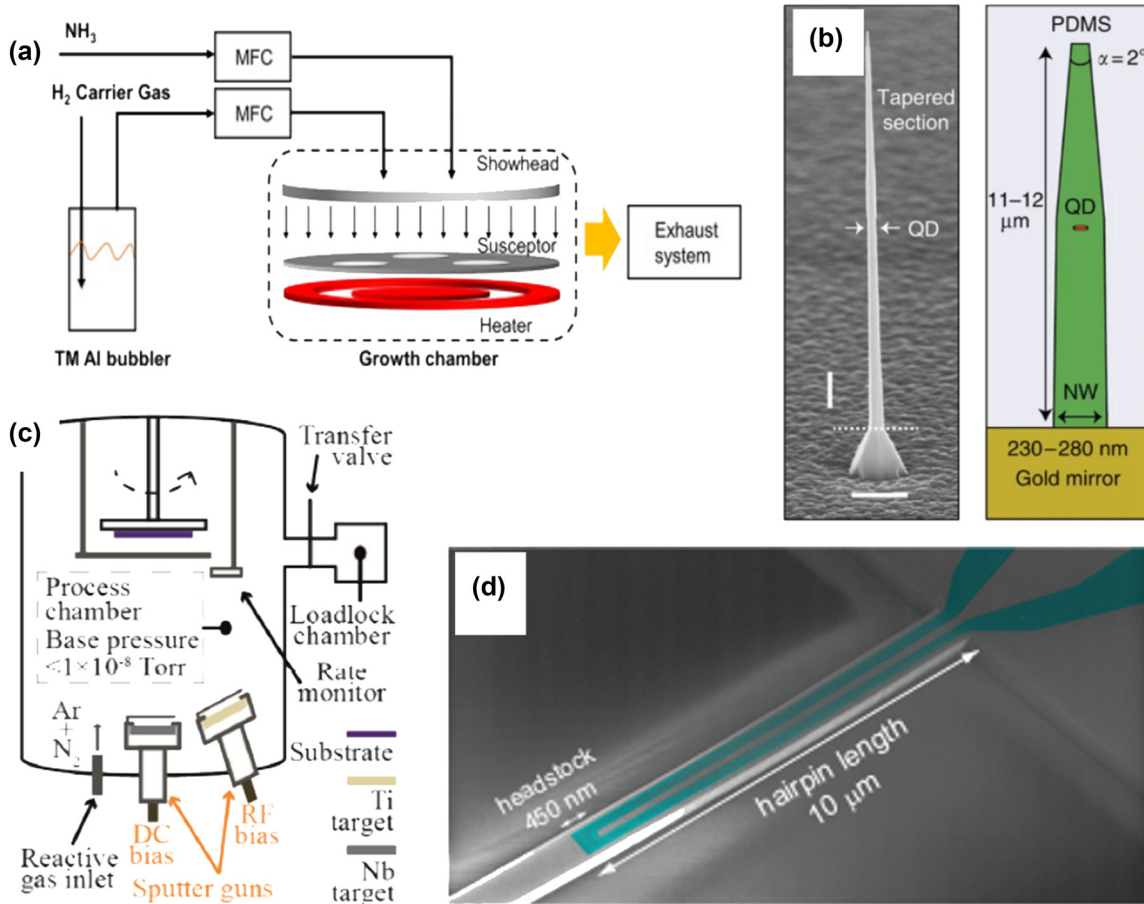 (a)
NH3
MFC
H2 Carrier Gas
MFC
Showhead
Susceptor
Heater
Exhaust
system
TM Al bubbler
Growth chamber
(b)
Tapered
section
QD
PDMS
α=2°
11–12
μm
QD
NW
230–280 nm
Gold mirror
(c)
Transfer
valve
Process
chamber
Base pressure
<1×10⁻⁸ Torr
Loadlock
chamber
Rate
monitor
Ar
+
N2
Substrate
Ti
target
Nb
target
DC
bias
RF
bias
Reactive
gas inlet
Sputter guns
(d)
headstock
450 nm
hairpin length
10 μm